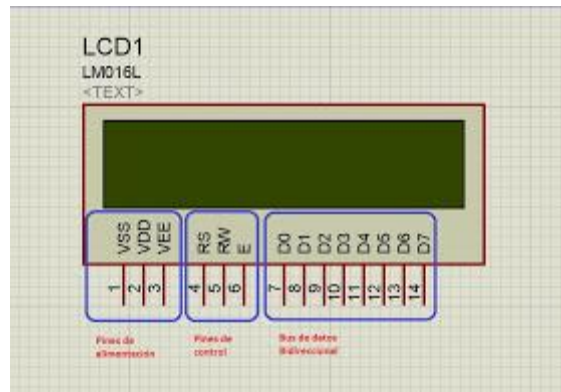 LCD1
LM016L
<TEXT>
VSS VDD VEE RS RW E D0 D1 D2 D3 D4 D5 D6 D7
1 2 3 4 5 6 7 8 9 10 11 12 13 14
Pines de alimentación
Pines de control
Bus de datos Bidireccional